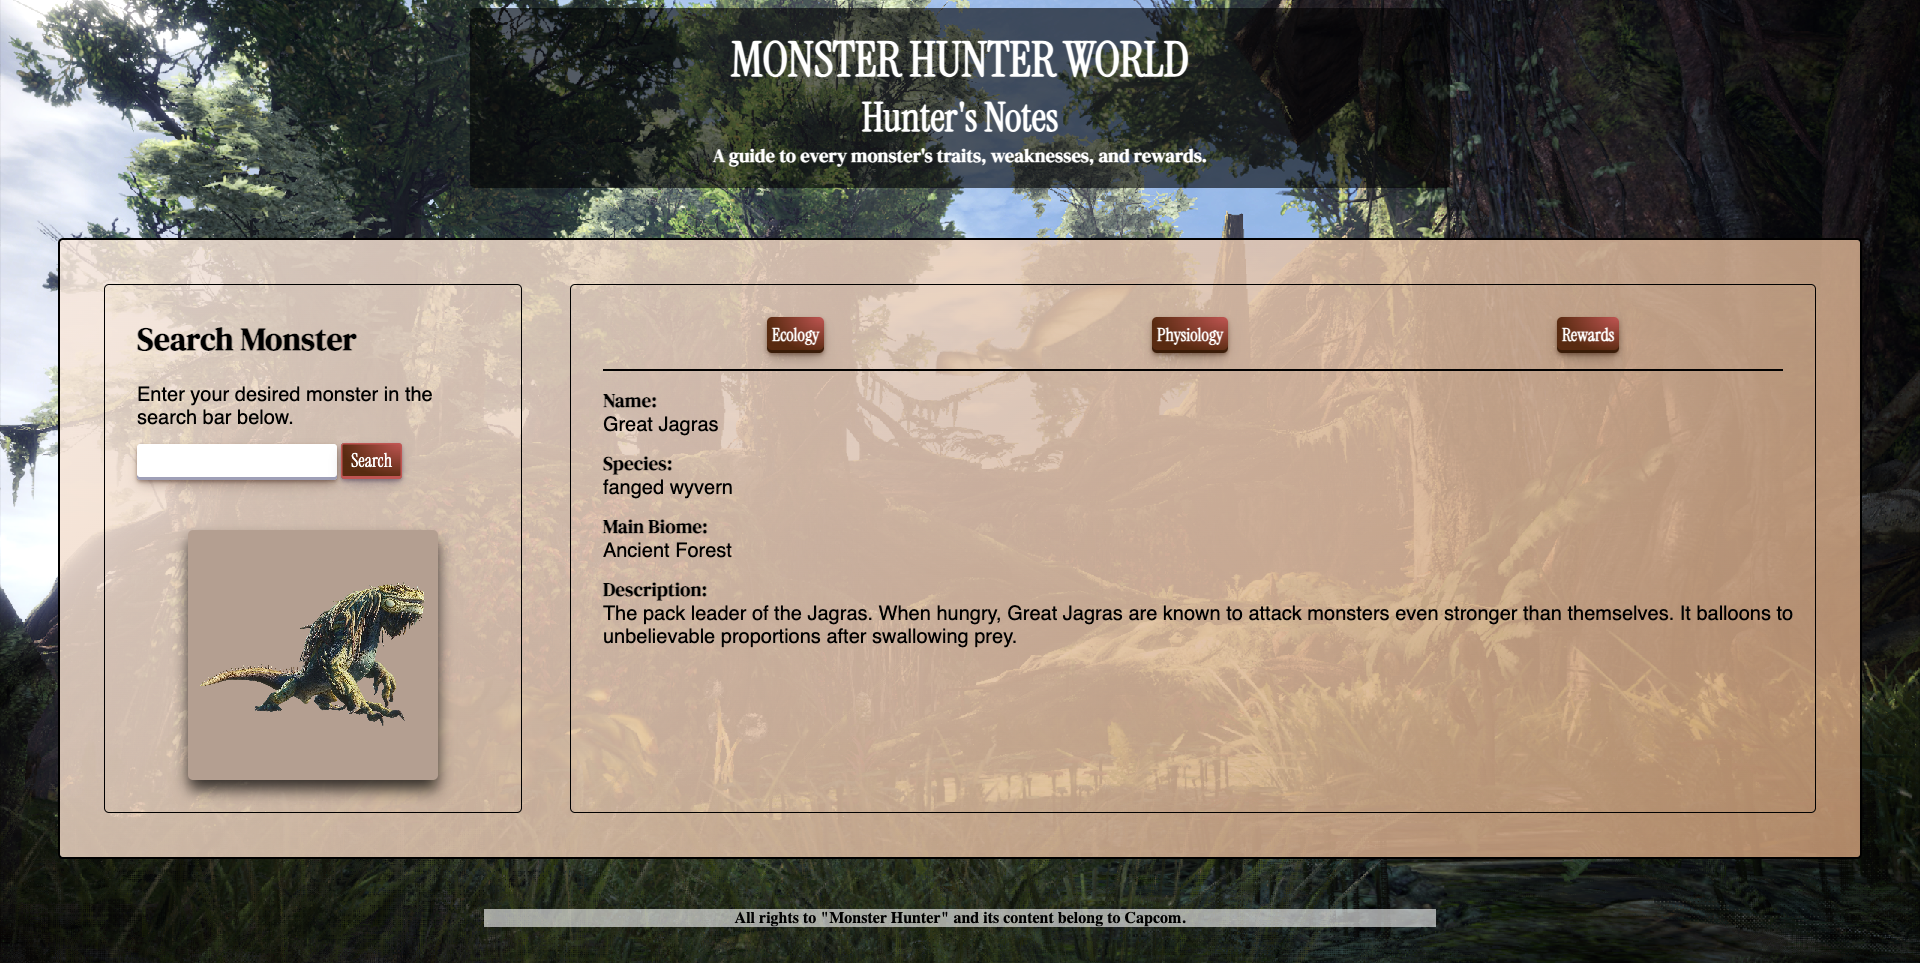 MONSTER HUNTER WORLD
Hunter's Notes
A guide to every monster's traits, weaknesses, and rewards.
Search Monster
Enter your desired monster in the
search bar below.
Search
Ecology
Physiology
Rewards
Name:
Great Jagras
Species:
fanged wyvern
Main Biome:
Ancient Forest
Description:
The pack leader of the Jagras. When hungry, Great Jagras are known to attack monsters even stronger than themselves. It balloons to
unbelievable proportions after swallowing prey.
All rights to "Monster Hunter" and its content belong to Capcom.